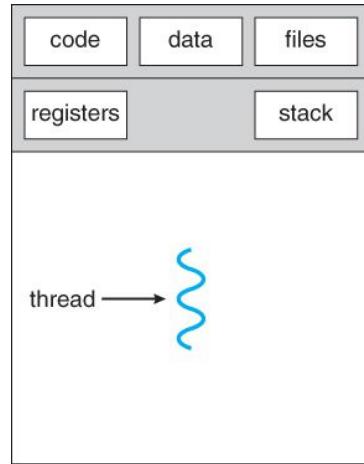 code data files
registers stack
thread